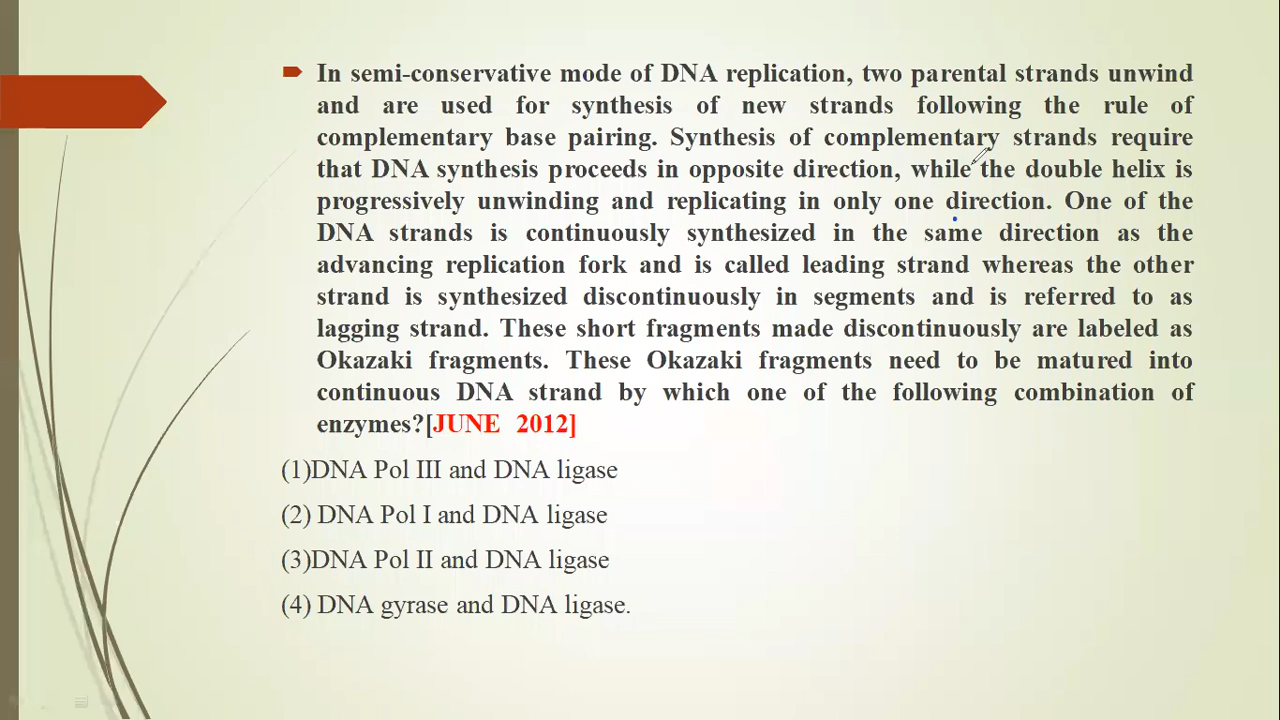 In semi-conservative mode of DNA replication, two parental strands unwind
and are used for synthesis of new strands following the rule of
complementary base pairing. Synthesis of complementary strands require
that DNA synthesis proceeds in opposite direction, while the double helix is
progressively unwinding and replicating in only one direction. One of the
DNA strands is continuously synthesized in the same direction as the
advancing replication fork and is called leading strand whereas the other
strand is synthesized discontinuously in segments and is referred to as
lagging strand. These short fragments made discontinuously are labeled as
Okazaki fragments. These Okazaki fragments need to be matured into
continuous DNA strand by which one of the following combination of
enzymes?[JUNE 2012]
(1)DNA Pol III and DNA ligase
(2) DNA Pol I and DNA ligase
(3)DNA Pol II and DNA ligase
(4) DNA gyrase and DNA ligase.